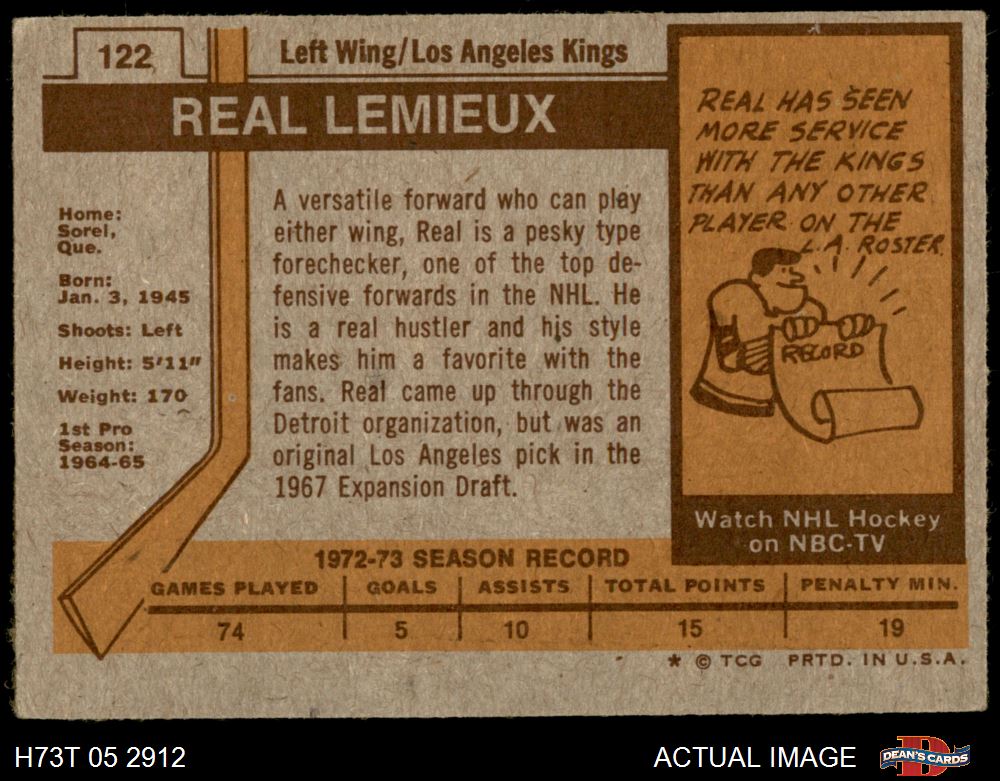 122
Left Wing/Los Angeles Kings
REAL LEMIEUX
Home:
Sorel,
Que.
Born:
Jan. 3, 1945
Shoots: Left
Height: 5'11"
Weight: 170
1st Pro
Season:
1964-65
A versatile forward who can play
either wing, Real is a pesky type
forechecker, one of the top de-
fensive forwards in the NHL. He
is a real hustler and his style
makes him a favorite with the
fans. Real came up through the
Detroit organization, but was an
original Los Angeles pick in the
1967 Expansion Draft.
REAL HAS SEEN
MORE SERVICE
WITH THE KINGS
THAN ANY OTHER
PLAYER ON THE
L.A. ROSTER.
RECORD
Watch NHL Hockey
on NBC-TV
1972-73 SEASON RECORD
GAMES PLAYED GOALS ASSISTS TOTAL POINTS PENALTY MIN.
74 5 10 15 19
* © TCG PRTD. IN U.S.A.
H73T 05 2912
ACTUAL IMAGE
D
DEAN'S CARDS